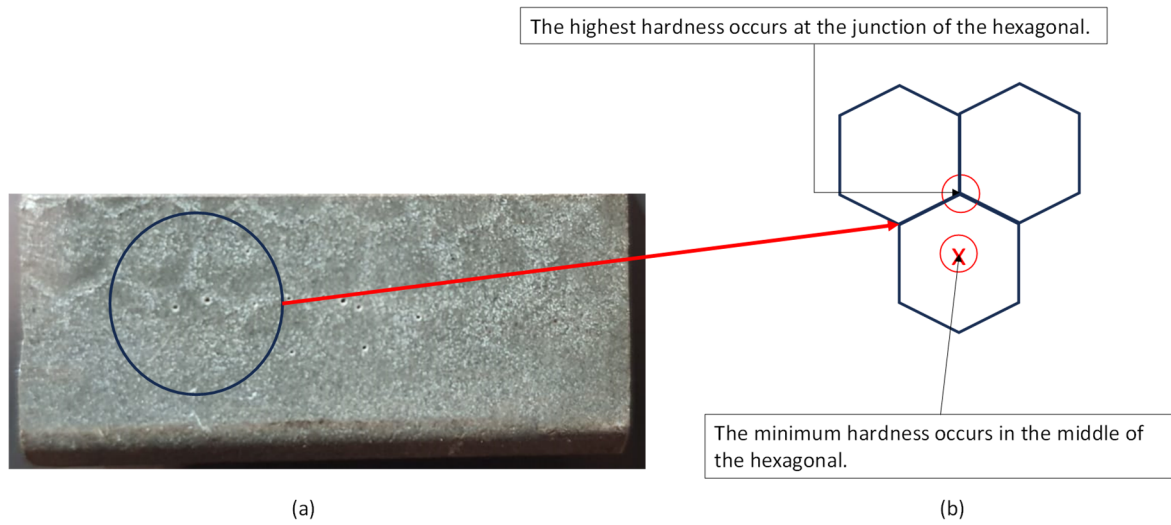 The highest hardness occurs at the junction of the hexagonal.
X
The minimum hardness occurs in the middle of
the hexagonal.
(a)
(b)